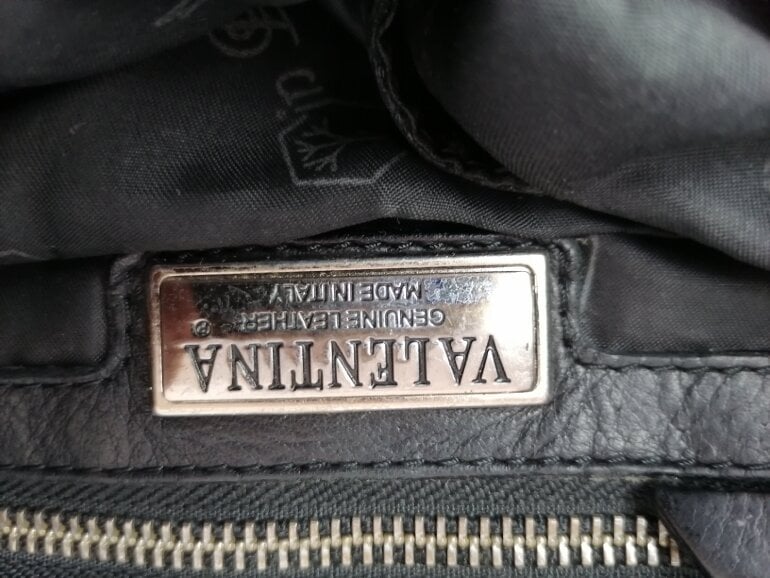 VALENTINA ®
GENUINE LEATHER
MADE IN ITALY